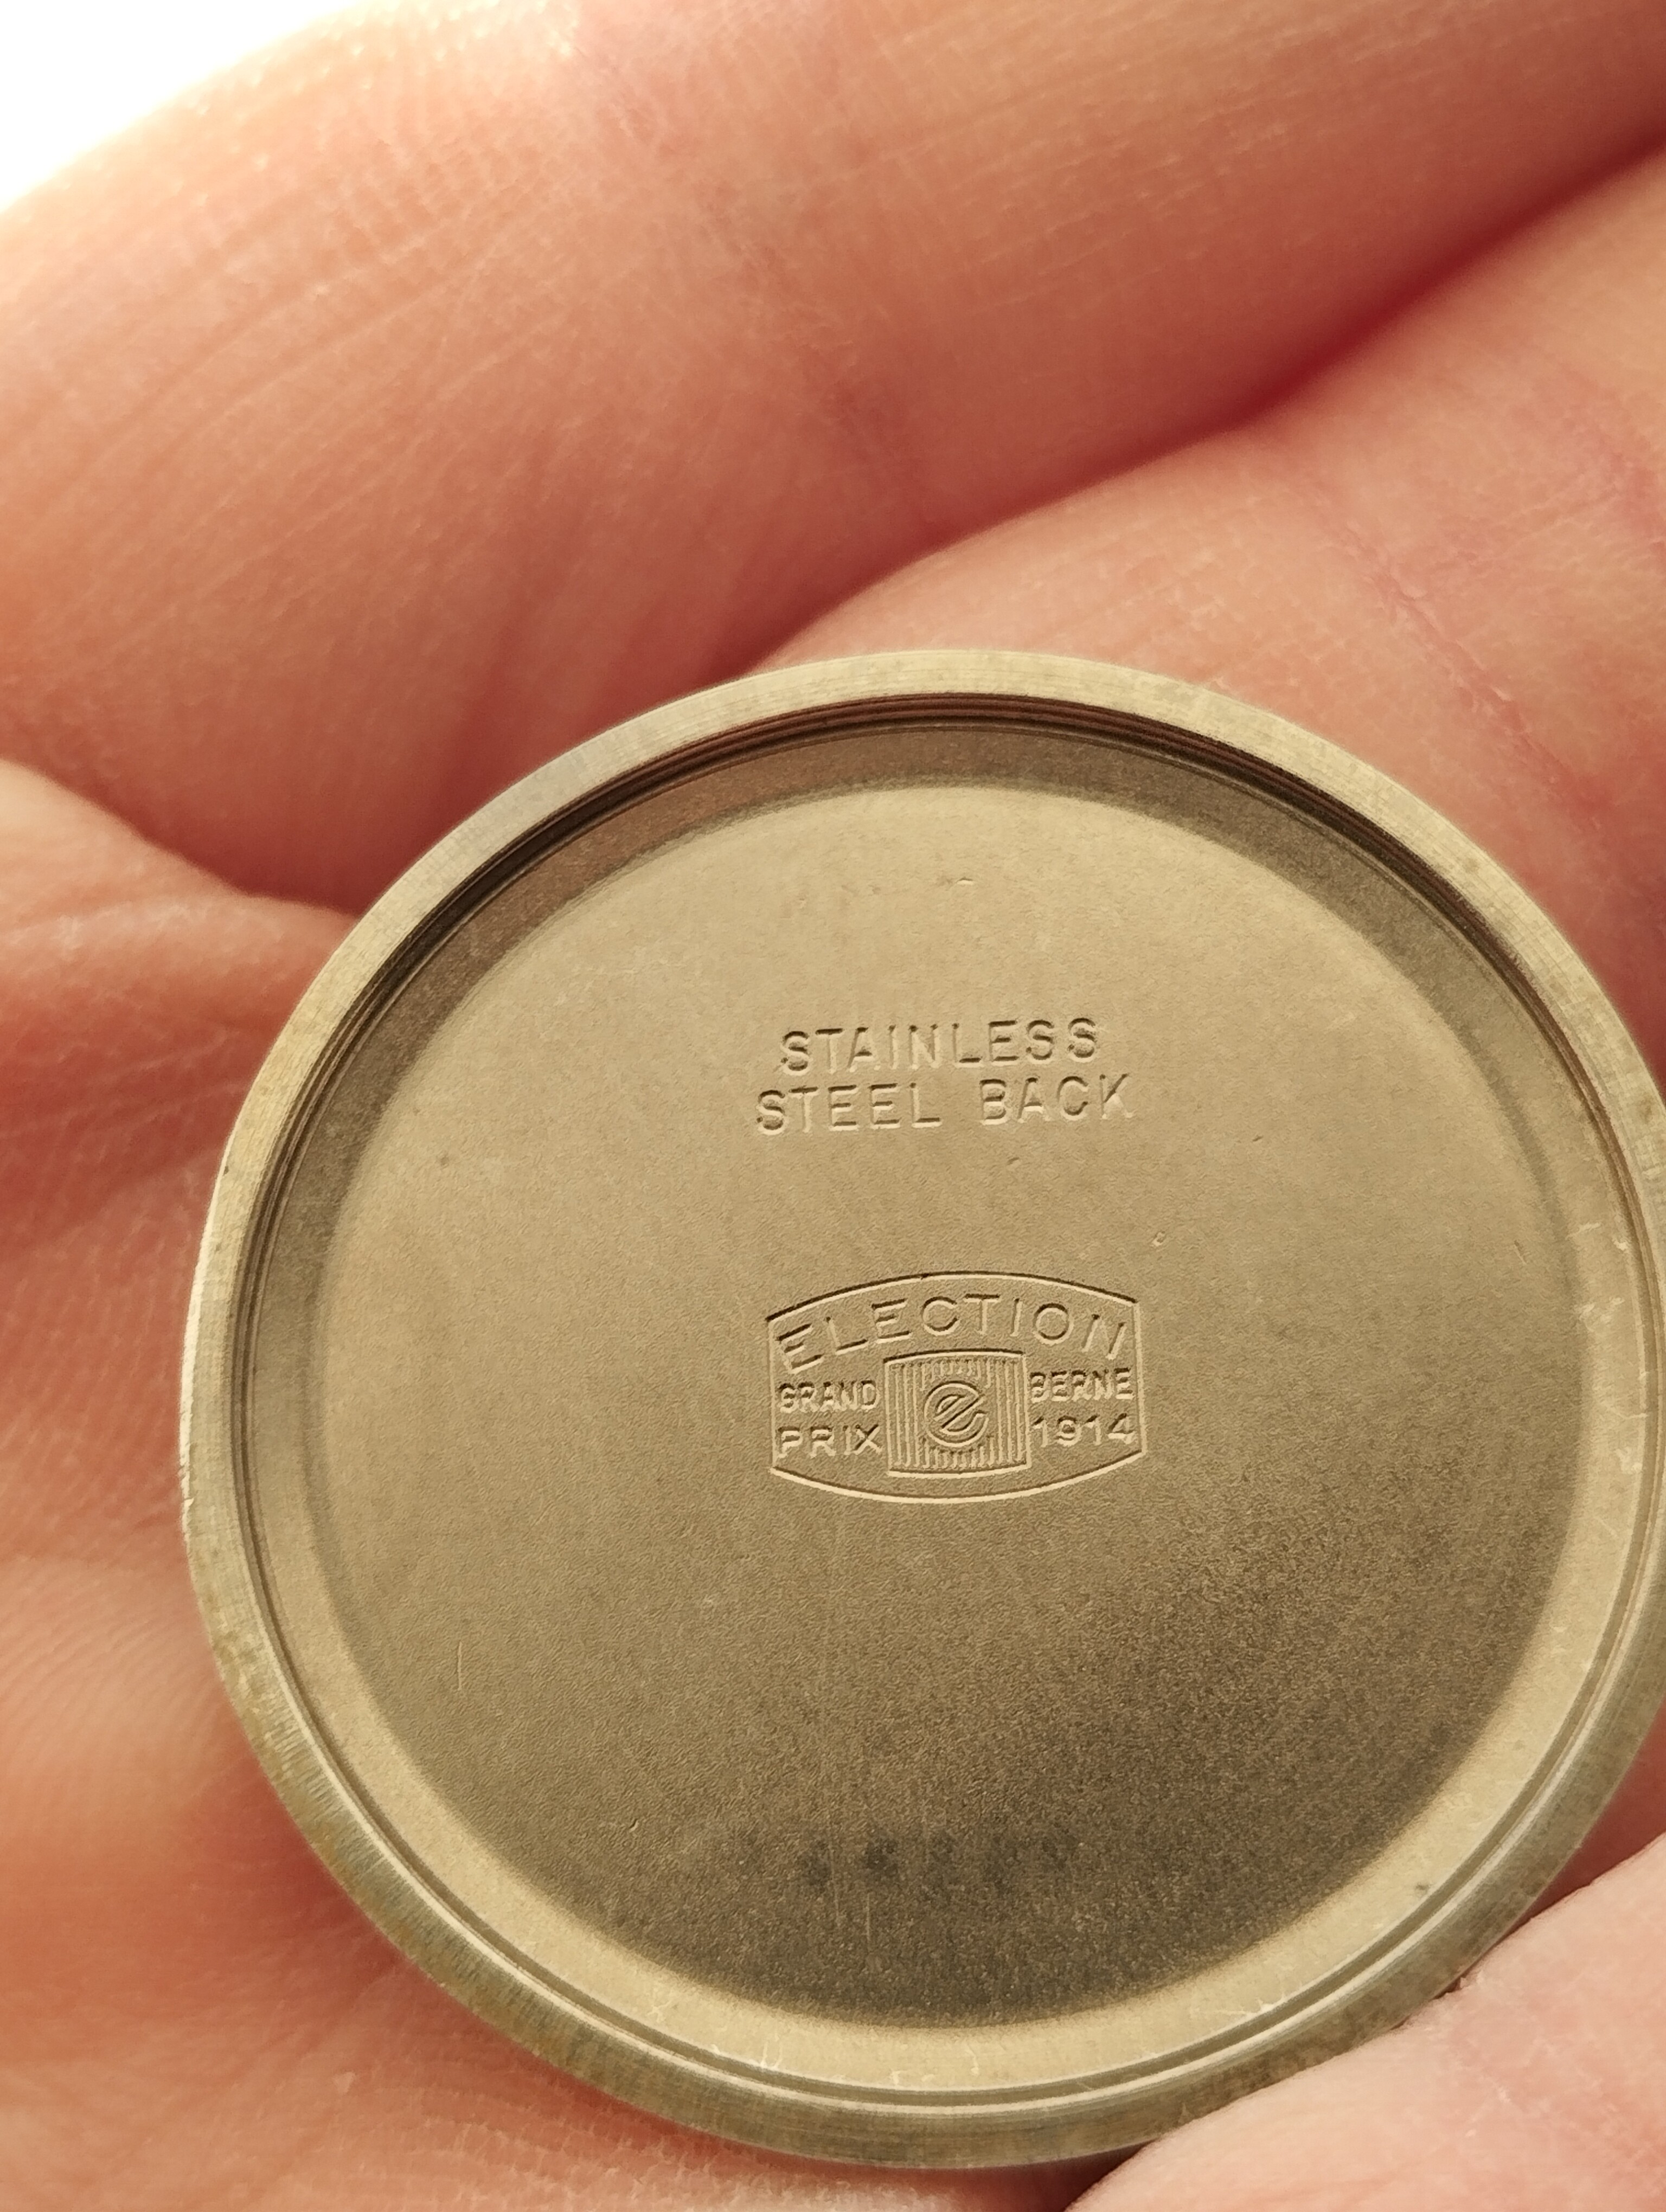 STAINLESS
STEEL BACK
ELECTION
GRAND PRIX
e
BERNE 1914